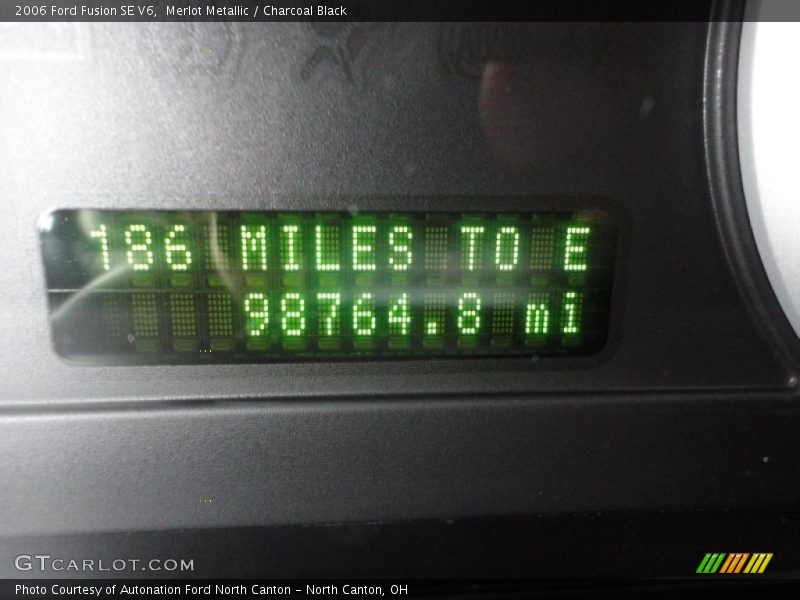 2006 Ford Fusion SE V6,  Merlot Metallic / Charcoal Black
186 MILES TO E
98764.8 mi
GTCARLOT.COM
Photo Courtesy of Autonation Ford North Canton – North Canton, OH